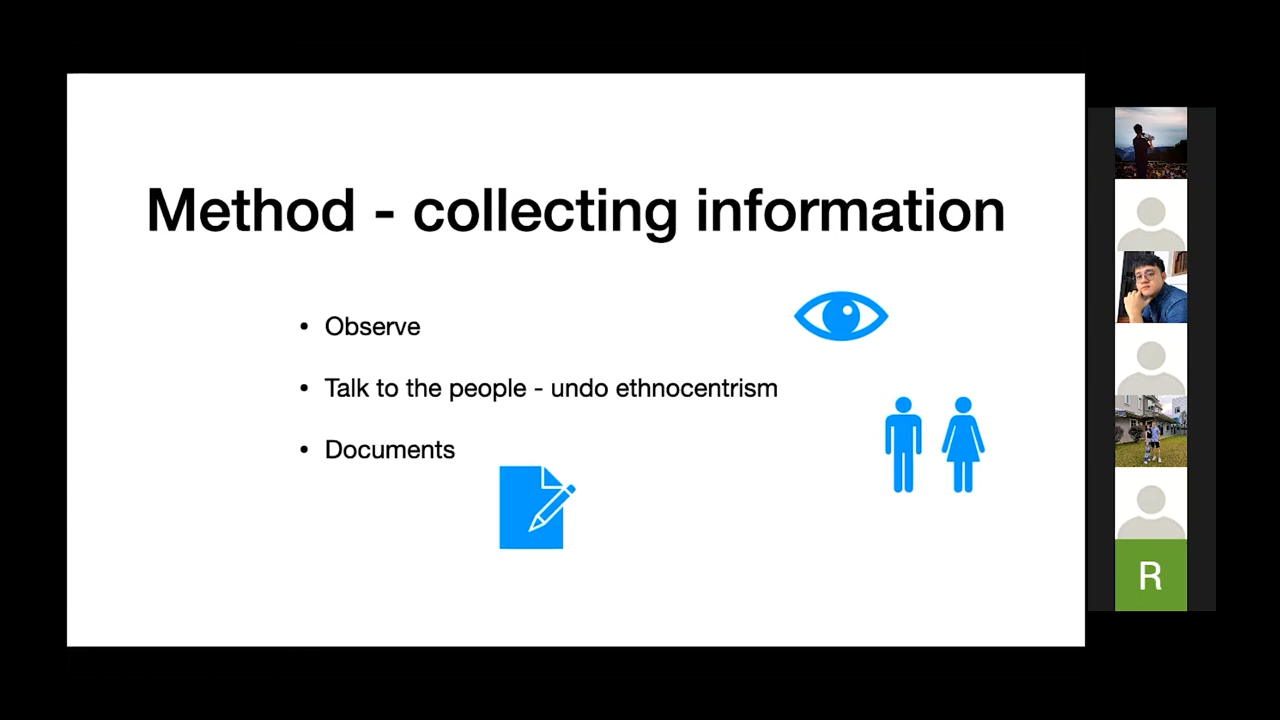 Method - collecting information
• Observe
• Talk to the people - undo ethnocentrism
• Documents
R